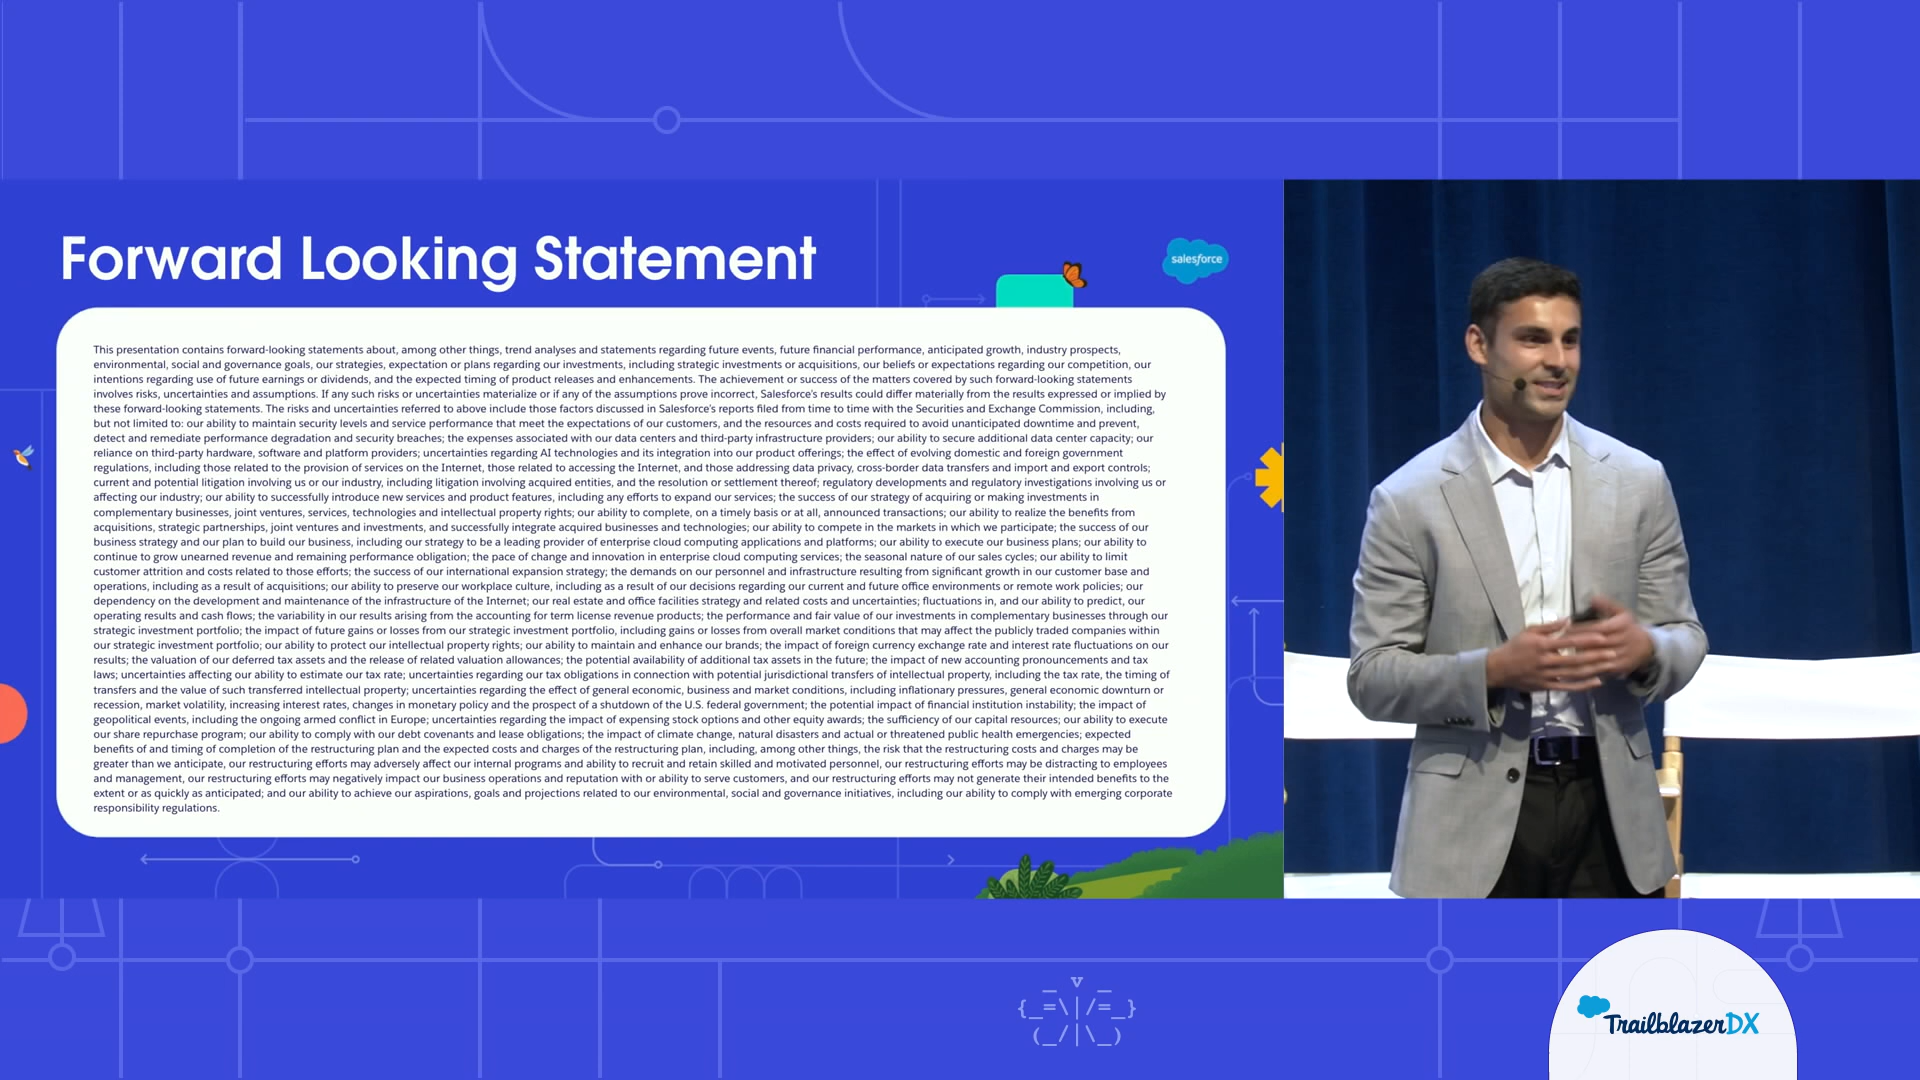 Forward Looking Statement
salesforce
This presentation contains forward-looking statements about, among other things, trend analyses and statements regarding future events, future financial performance, anticipated growth, industry prospects,
environmental, social and governance goals, our strategies, expectation or plans regarding our investments, including strategic investments or acquisitions, our beliefs or expectations regarding our competition, our
intentions regarding use of future earnings or dividends, and the expected timing of product releases and enhancements. The achievement or success of the matters covered by such forward-looking statements
involves risks, uncertainties and assumptions. If any such risks or uncertainties materialize or if any of the assumptions prove incorrect, Salesforce's results could differ materially from the results expressed or implied by
these forward-looking statements. The risks and uncertainties referred to above include those factors discussed in Salesforce's reports filed from time to time with the Securities and Exchange Commission, including,
but not limited to: our ability to maintain security levels and service performance that meet the expectations of our customers, and the resources and costs required to avoid unanticipated downtime and prevent,
detect and remediate performance degradation and security breaches; the expenses associated with our data centers and third-party infrastructure providers; our ability to secure additional data center capacity; our
reliance on third-party hardware, software and platform providers; uncertainties regarding AI technologies and its integration into our product offerings; the effect of evolving domestic and foreign government
regulations, including those related to the provision of services on the Internet, those related to accessing the Internet, and those addressing data privacy, cross-border data transfers and import and export controls;
current and potential litigation involving us or our industry, including litigation involving acquired entities, and the resolution or settlement thereof; regulatory developments and regulatory investigations involving us or
affecting our industry; our ability to successfully introduce new services and product features, including any efforts to expand our services; the success of our strategy of acquiring or making investments in
complementary businesses, joint ventures, services, technologies and intellectual property rights; our ability to complete, on a timely basis or at all, announced transactions; our ability to realize the benefits from
acquisitions, strategic partnerships, joint ventures and investments, and successfully integrate acquired businesses and technologies; our ability to compete in the markets in which we participate; the success of our
business strategy and our plan to build our business, including our strategy to be a leading provider of enterprise cloud computing applications and platforms; our ability to execute our business plans; our ability to
continue to grow unearned revenue and remaining performance obligation; the pace of change and innovation in enterprise cloud computing services; the seasonal nature of our sales cycles; our ability to limit
customer attrition and costs related to those efforts; the success of our international expansion strategy; the demands on our personnel and infrastructure resulting from significant growth in our customer base and
operations, including as a result of acquisitions; our ability to preserve our workplace culture, including as a result of our decisions regarding our current and future office environments or remote work policies; our
dependency on the development and maintenance of the infrastructure of the Internet; our real estate and office facilities strategy and related costs and uncertainties; fluctuations in, and our ability to predict, our
operating results and cash flows; the variability in our results arising from the accounting for term license revenue products; the performance and fair value of our investments in complementary businesses through our
strategic investment portfolio; the impact of future gains or losses from our strategic investment portfolio, including gains or losses from overall market conditions that may affect the publicly traded companies within
our strategic investment portfolio; our ability to protect our intellectual property rights; our ability to maintain and enhance our brands; the impact of foreign currency exchange rate and interest rate fluctuations on our
results; the valuation of our deferred tax assets and the release of related valuation allowances; the potential availability of additional tax assets in the future; the impact of new accounting pronouncements and tax
laws; uncertainties affecting our ability to estimate our tax rate; uncertainties regarding our tax obligations in connection with potential jurisdictional transfers of intellectual property, including the tax rate, the timing of
transfers and the value of such transferred intellectual property; uncertainties regarding the effect of general economic, business and market conditions, including inflationary pressures, general economic downturn or
recession, market volatility, increasing interest rates, changes in monetary policy and the prospect of a shutdown of the U.S. federal government; the potential impact of financial institution instability; the impact of
geopolitical events, including the ongoing armed conflict in Europe; uncertainties regarding the impact of expensing stock options and other equity awards; the sufficiency of our capital resources; our ability to execute
our share repurchase program; our ability to comply with our debt covenants and lease obligations; the impact of climate change, natural disasters and actual or threatened public health emergencies; expected
benefits of and timing of completion of the restructuring plan and the expected costs and charges of the restructuring plan, including, among other things, the risk that the restructuring costs and charges may be
greater than we anticipate, our restructuring efforts may adversely affect our internal programs and ability to recruit and retain skilled and motivated personnel, our restructuring efforts may be distracting to employees
and management, our restructuring efforts may negatively impact our business operations and reputation with or ability to serve customers, and our restructuring efforts may not generate their intended benefits to the
extent or as quickly as anticipated; and our ability to achieve our aspirations, goals and projections related to our environmental, social and governance initiatives, including our ability to comply with emerging corporate
responsibility regulations.
TrailblazerDX